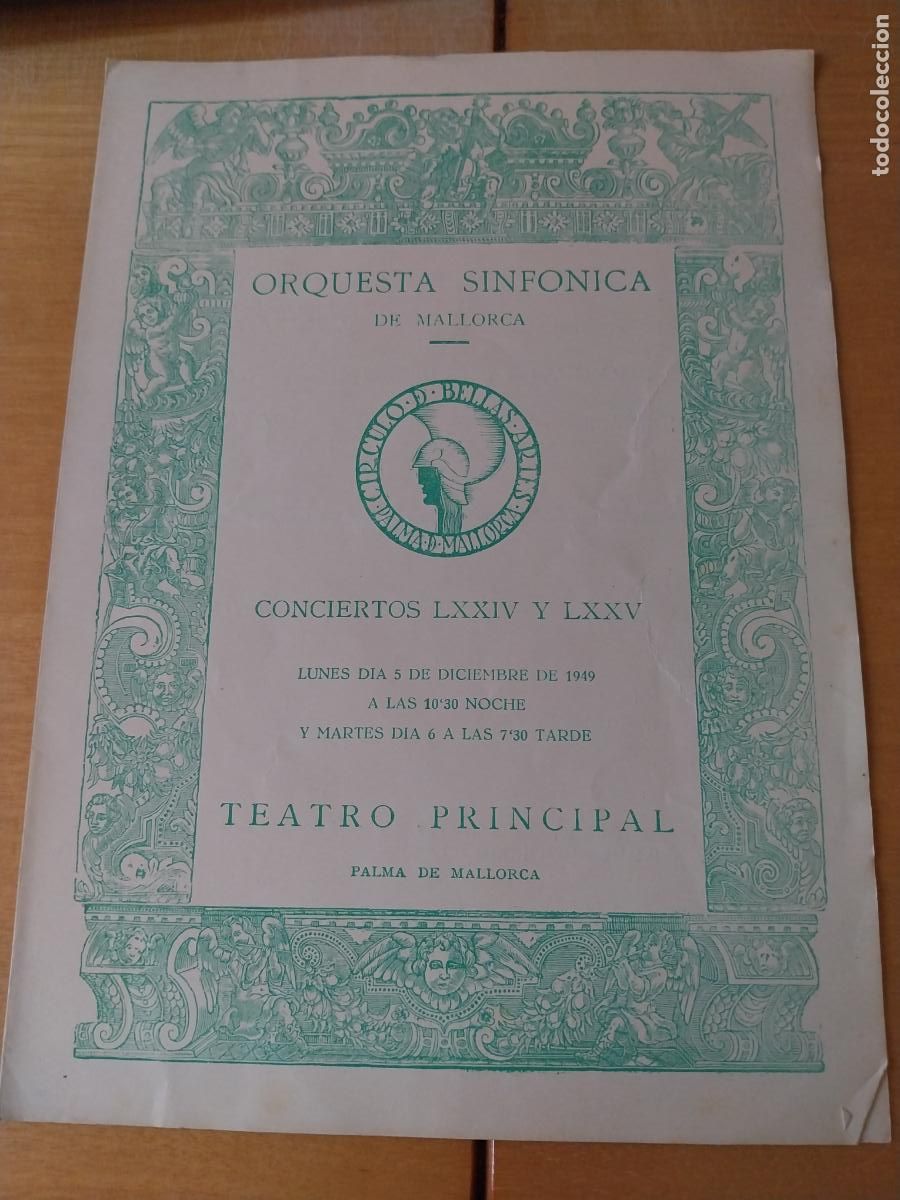 ORQUESTA SINFONICA
DE MALLORCA
CIRCULO·D·BELLAS·ARTES·
PALMA·D·MALLORCA·
CONCIERTOS LXXIV Y LXXV
LUNES DIA 5 DE DICIEMBRE DE 1949
A LAS 10'30 NOCHE
Y MARTES DIA 6 A LAS 7'30 TARDE
TEATRO PRINCIPAL
PALMA DE MALLORCA
todocoleccion